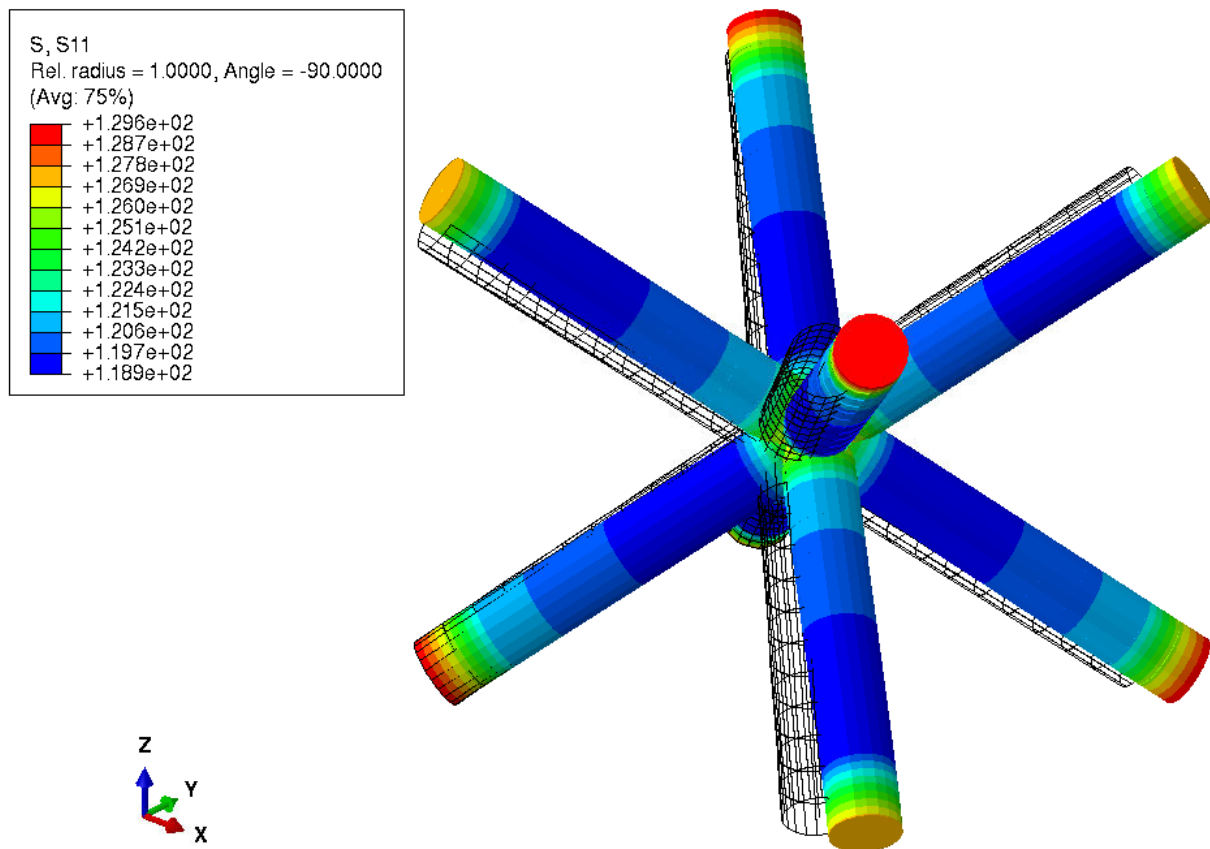 S, S11
Rel. radius = 1.0000, Angle = -90.0000
(Avg: 75%)
+1.296e+02
+1.287e+02
+1.278e+02
+1.269e+02
+1.260e+02
+1.251e+02
+1.242e+02
+1.233e+02
+1.224e+02
+1.215e+02
+1.206e+02
+1.197e+02
+1.189e+02
Z
Y
X